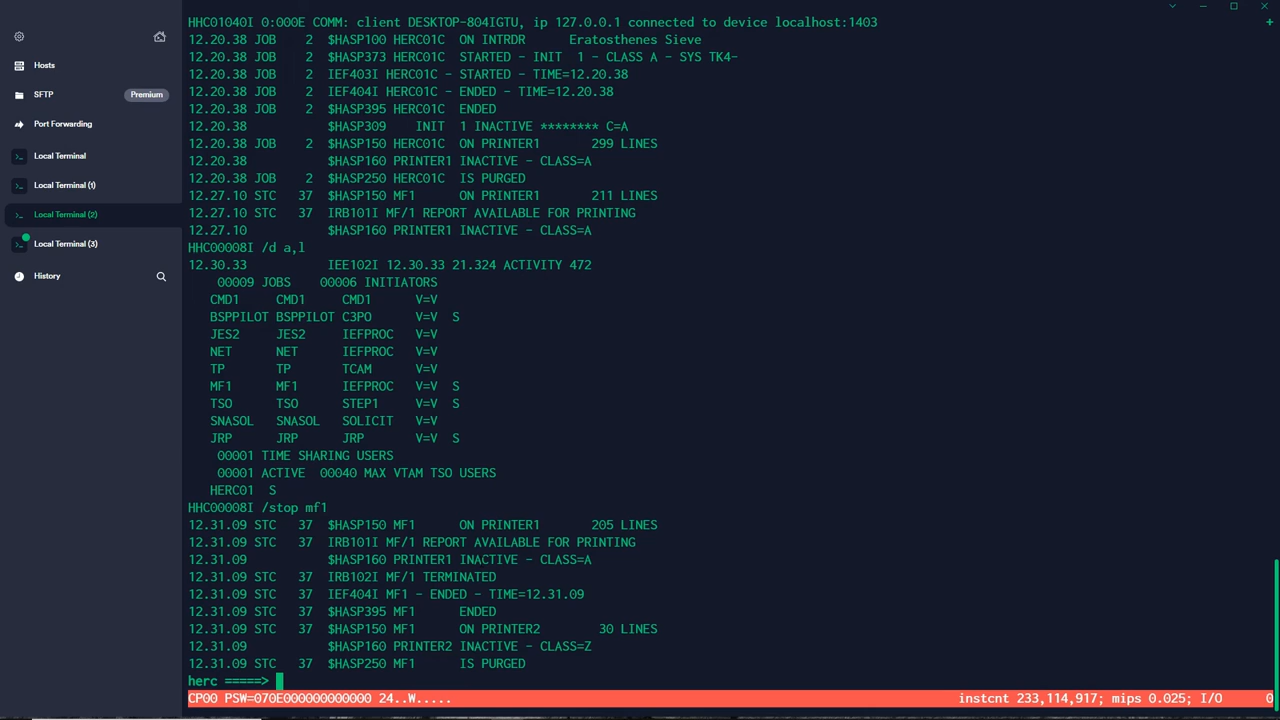 HHC01040I 0:000E COMM: client DESKTOP-804IGTU, ip 127.0.0.1 connected to device localhost:1403
12.20.38 JOB    2  $HASP100 HERC01C  ON INTRDR      Eratosthenes Sieve
12.20.38 JOB    2  $HASP373 HERC01C  STARTED - INIT  1 - CLASS A - SYS TK4-
12.20.38 JOB    2  IEF403I HERC01C - STARTED - TIME=12.20.38
12.20.38 JOB    2  IEF404I HERC01C - ENDED - TIME=12.20.38
12.20.38 JOB    2  $HASP395 HERC01C  ENDED
12.20.38           $HASP309    INIT  1 INACTIVE ******** C=A
12.20.38 JOB    2  $HASP150 HERC01C  ON PRINTER1       299 LINES
12.20.38           $HASP160 PRINTER1 INACTIVE - CLASS=A
12.20.38 JOB    2  $HASP250 HERC01C  IS PURGED
12.27.10 STC   37  $HASP150 MF1      ON PRINTER1       211 LINES
12.27.10 STC   37  IRB101I MF/1 REPORT AVAILABLE FOR PRINTING
12.27.10           $HASP160 PRINTER1 INACTIVE - CLASS=A
HHC00008I /d a,l
12.30.33           IEE102I 12.30.33 21.324 ACTIVITY 472
00009 JOBS    00006 INITIATORS
CMD1     CMD1     CMD1      V=V
BSPPILOT BSPPILOT C3PO      V=V  S
JES2     JES2     IEFPROC   V=V
NET      NET      IEFPROC   V=V
TP       TP       TCAM      V=V
MF1      MF1      IEFPROC   V=V  S
TSO      TSO      STEP1     V=V  S
SNASOL   SNASOL   SOLICIT   V=V
JRP      JRP      JRP       V=V  S
00001 TIME SHARING USERS
00001 ACTIVE  00040 MAX VTAM TSO USERS
HERC01  S
HHC00008I /stop mf1
12.31.09 STC   37  $HASP150 MF1      ON PRINTER1       205 LINES
12.31.09 STC   37  IRB101I MF/1 REPORT AVAILABLE FOR PRINTING
12.31.09           $HASP160 PRINTER1 INACTIVE - CLASS=A
12.31.09 STC   37  IRB102I MF/1 TERMINATED
12.31.09 STC   37  IEF404I MF1 - ENDED - TIME=12.31.09
12.31.09 STC   37  $HASP395 MF1      ENDED
12.31.09 STC   37  $HASP150 MF1      ON PRINTER2        30 LINES
12.31.09           $HASP160 PRINTER2 INACTIVE - CLASS=Z
12.31.09 STC   37  $HASP250 MF1      IS PURGED
herc =====>
CP00 PSW=070E000000000000 24..W..... instcnt 233,114,917; mips 0.025; I/O 0
Hosts
SFTP Premium
Port Forwarding
Local Terminal
Local Terminal (1)
Local Terminal (2)
Local Terminal (3)
History